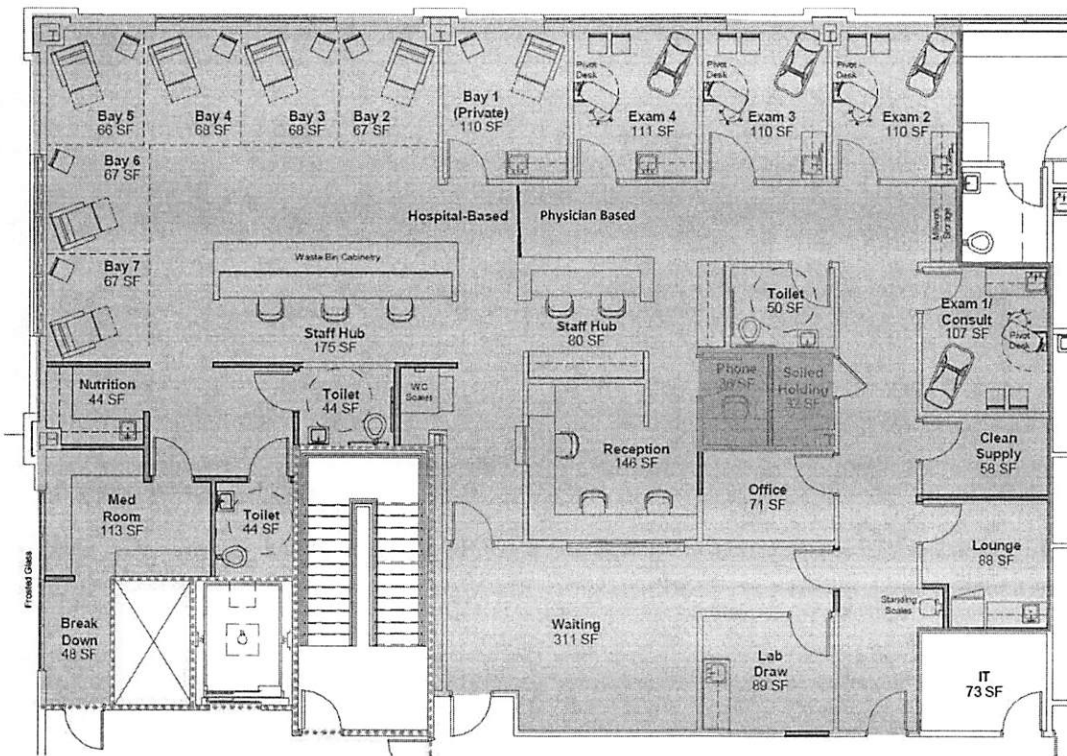 Bay 5
66 SF
Bay 4
68 SF
Bay 3
68 SF
Bay 2
67 SF
Bay 1
(Private)
110 SF
Pivot
Desk
Exam 4
111 SF
Pivot
Desk
Exam 3
110 SF
Pivot
Desk
Exam 2
110 SF
Bay 6
67 SF
Hospital-Based
Physician Based
Millwork
Storage
Waste Bin Cabinetry
Bay 7
67 SF
Staff Hub
175 SF
Staff Hub
80 SF
Toilet
50 SF
Exam 1/
Consult
107 SF
Pivot
Desk
Nutrition
44 SF
Toilet
44 SF
WC
Scales
Phone
36 SF
Soiled
Holding
32 SF
Reception
146 SF
Clean
Supply
58 SF
Med
Room
113 SF
Toilet
44 SF
Office
71 SF
Lounge
88 SF
Frosted Glass
Break
Down
48 SF
Waiting
311 SF
Standing
Scales
Lab
Draw
89 SF
IT
73 SF